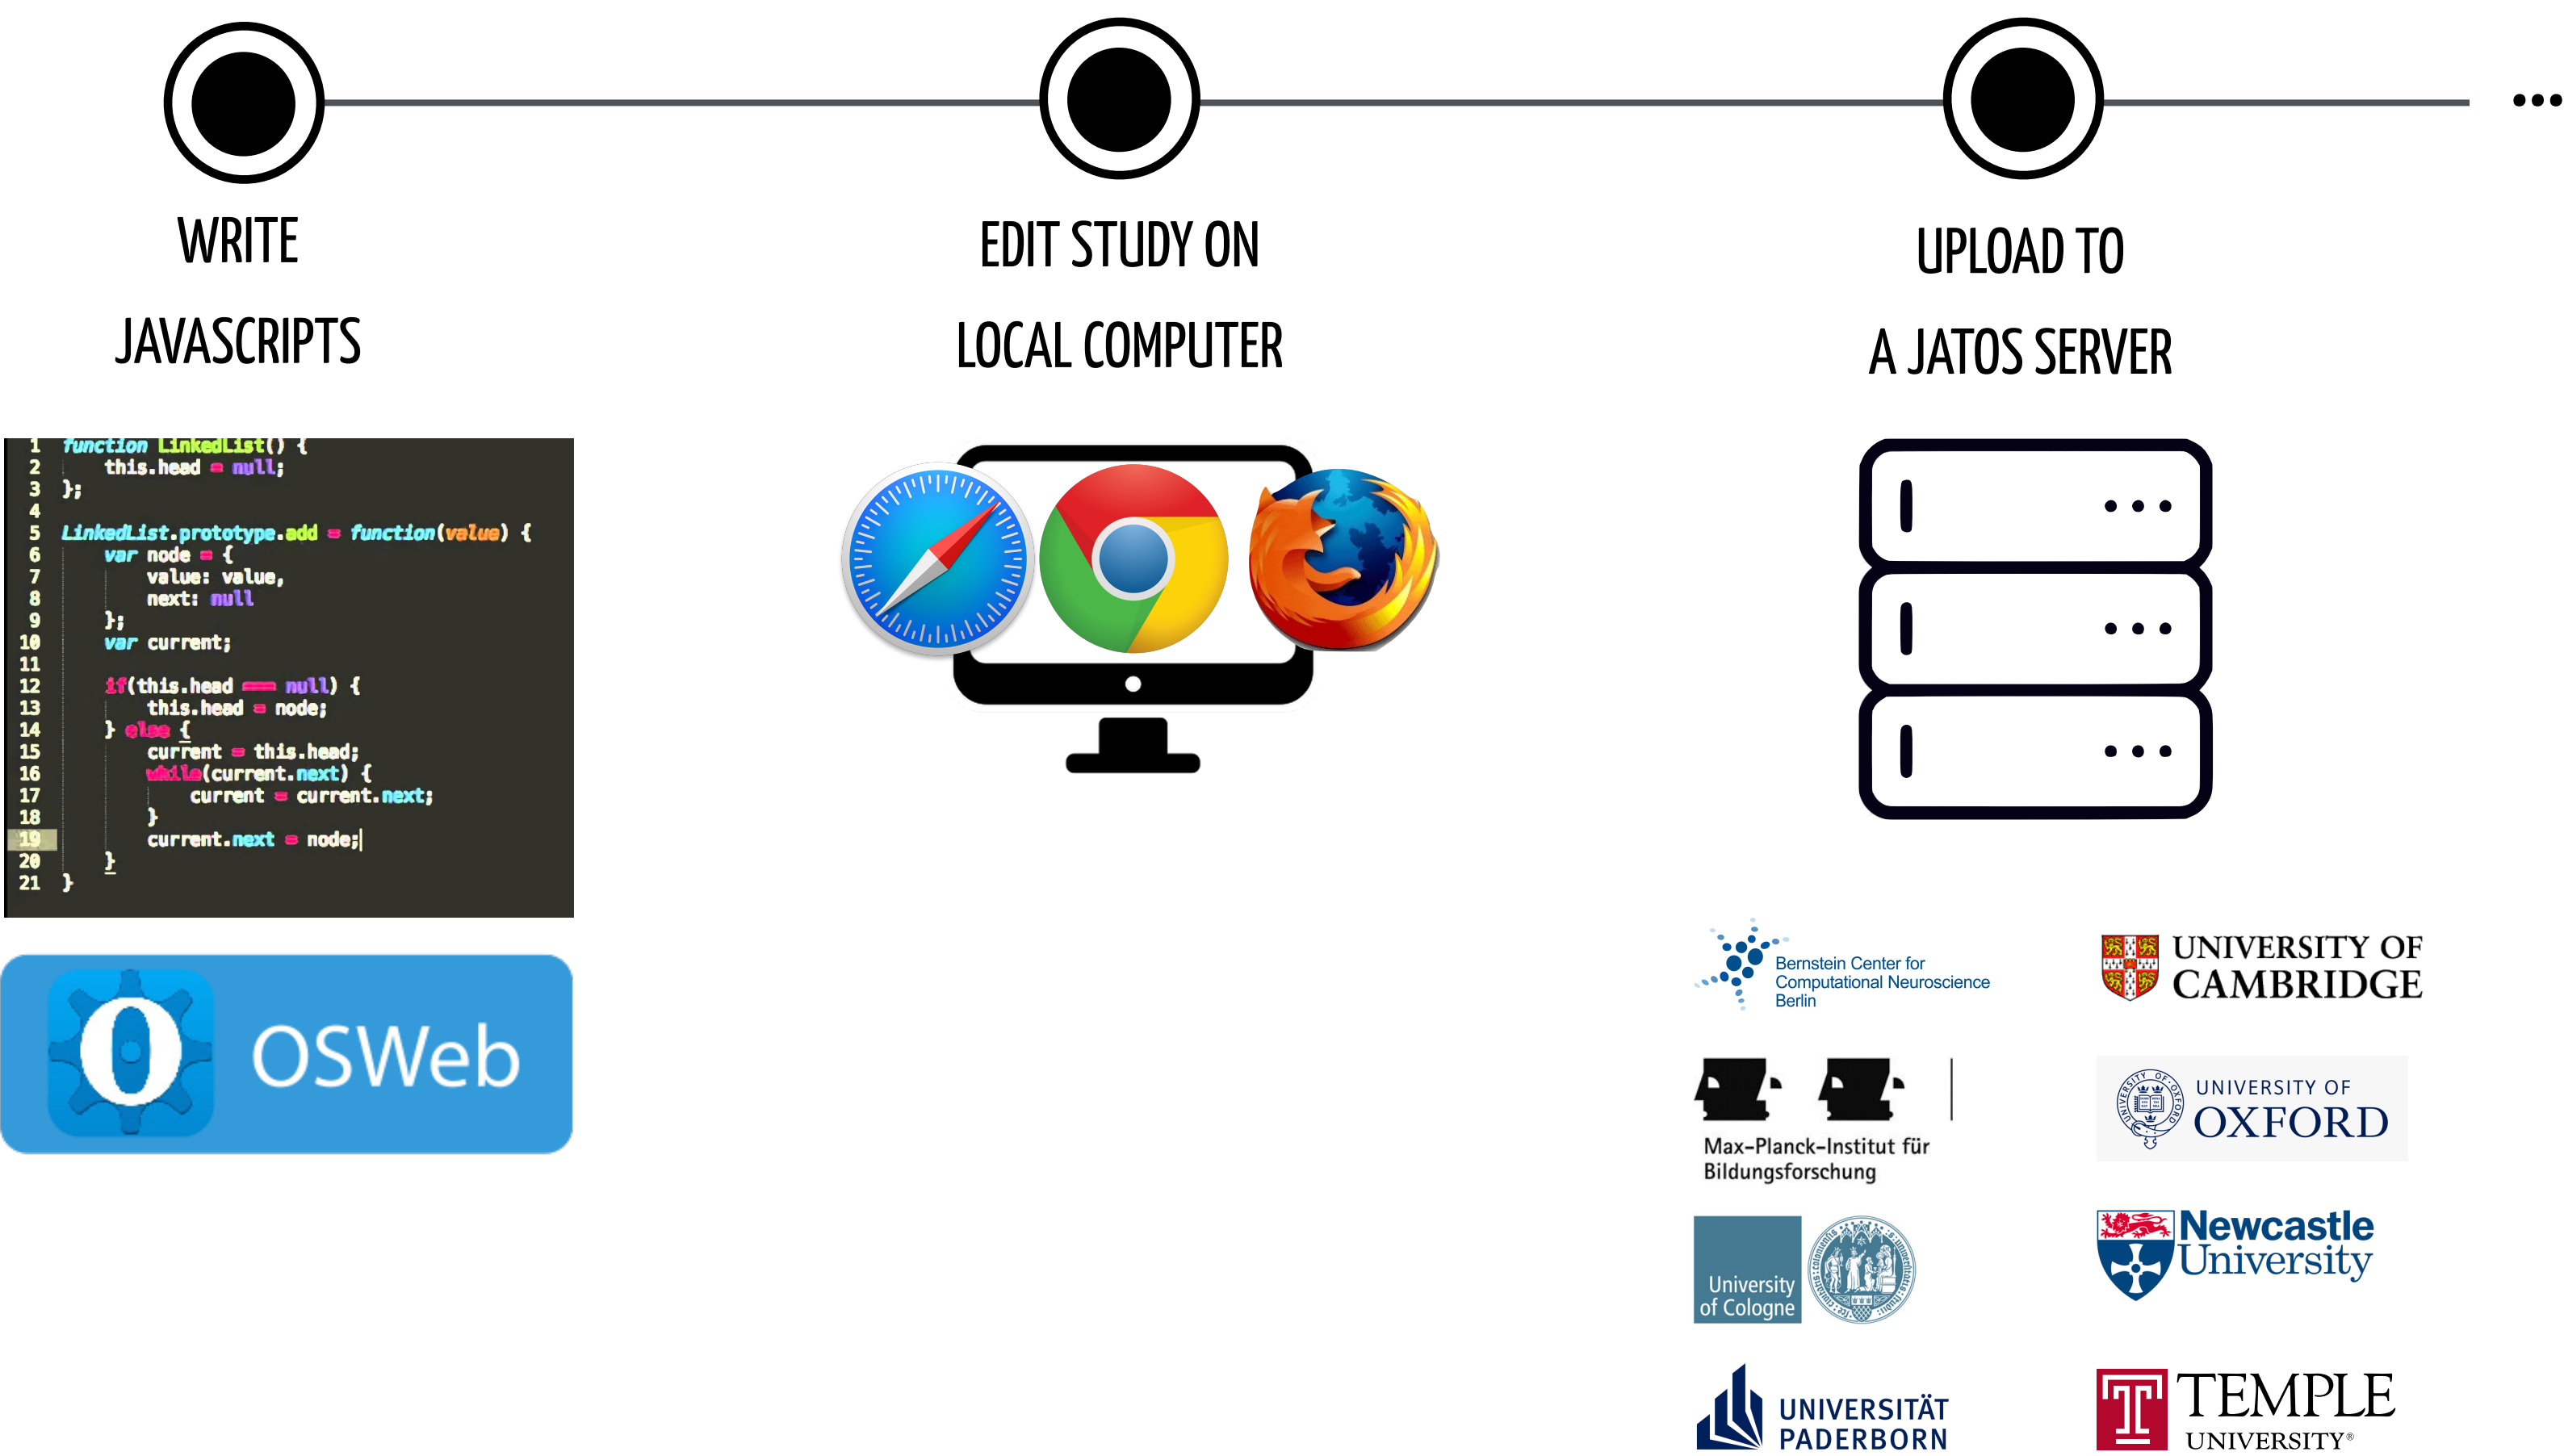 WRITE
JAVASCRIPTS
EDIT STUDY ON
LOCAL COMPUTER
UPLOAD TO
A JATOS SERVER
...
1 function LinkedList() {
2 this.head = null;
3 };
4
5 LinkedList.prototype.add = function(value) {
6 var node = {
7 value: value,
8 next: null
9 };
10 var current;
11
12 if(this.head === null) {
13 this.head = node;
14 } else {
15 current = this.head;
16 while(current.next) {
17 current = current.next;
18 }
19 current.next = node;
20 }
21 }
OSWeb
Bernstein Center for
Computational Neuroscience
Berlin
UNIVERSITY OF
CAMBRIDGE
Max-Planck-Institut für
Bildungsforschung
UNIVERSITY OF
OXFORD
University
of Cologne
Newcastle
University
UNIVERSITÄT
PADERBORN
TEMPLE
UNIVERSITY®